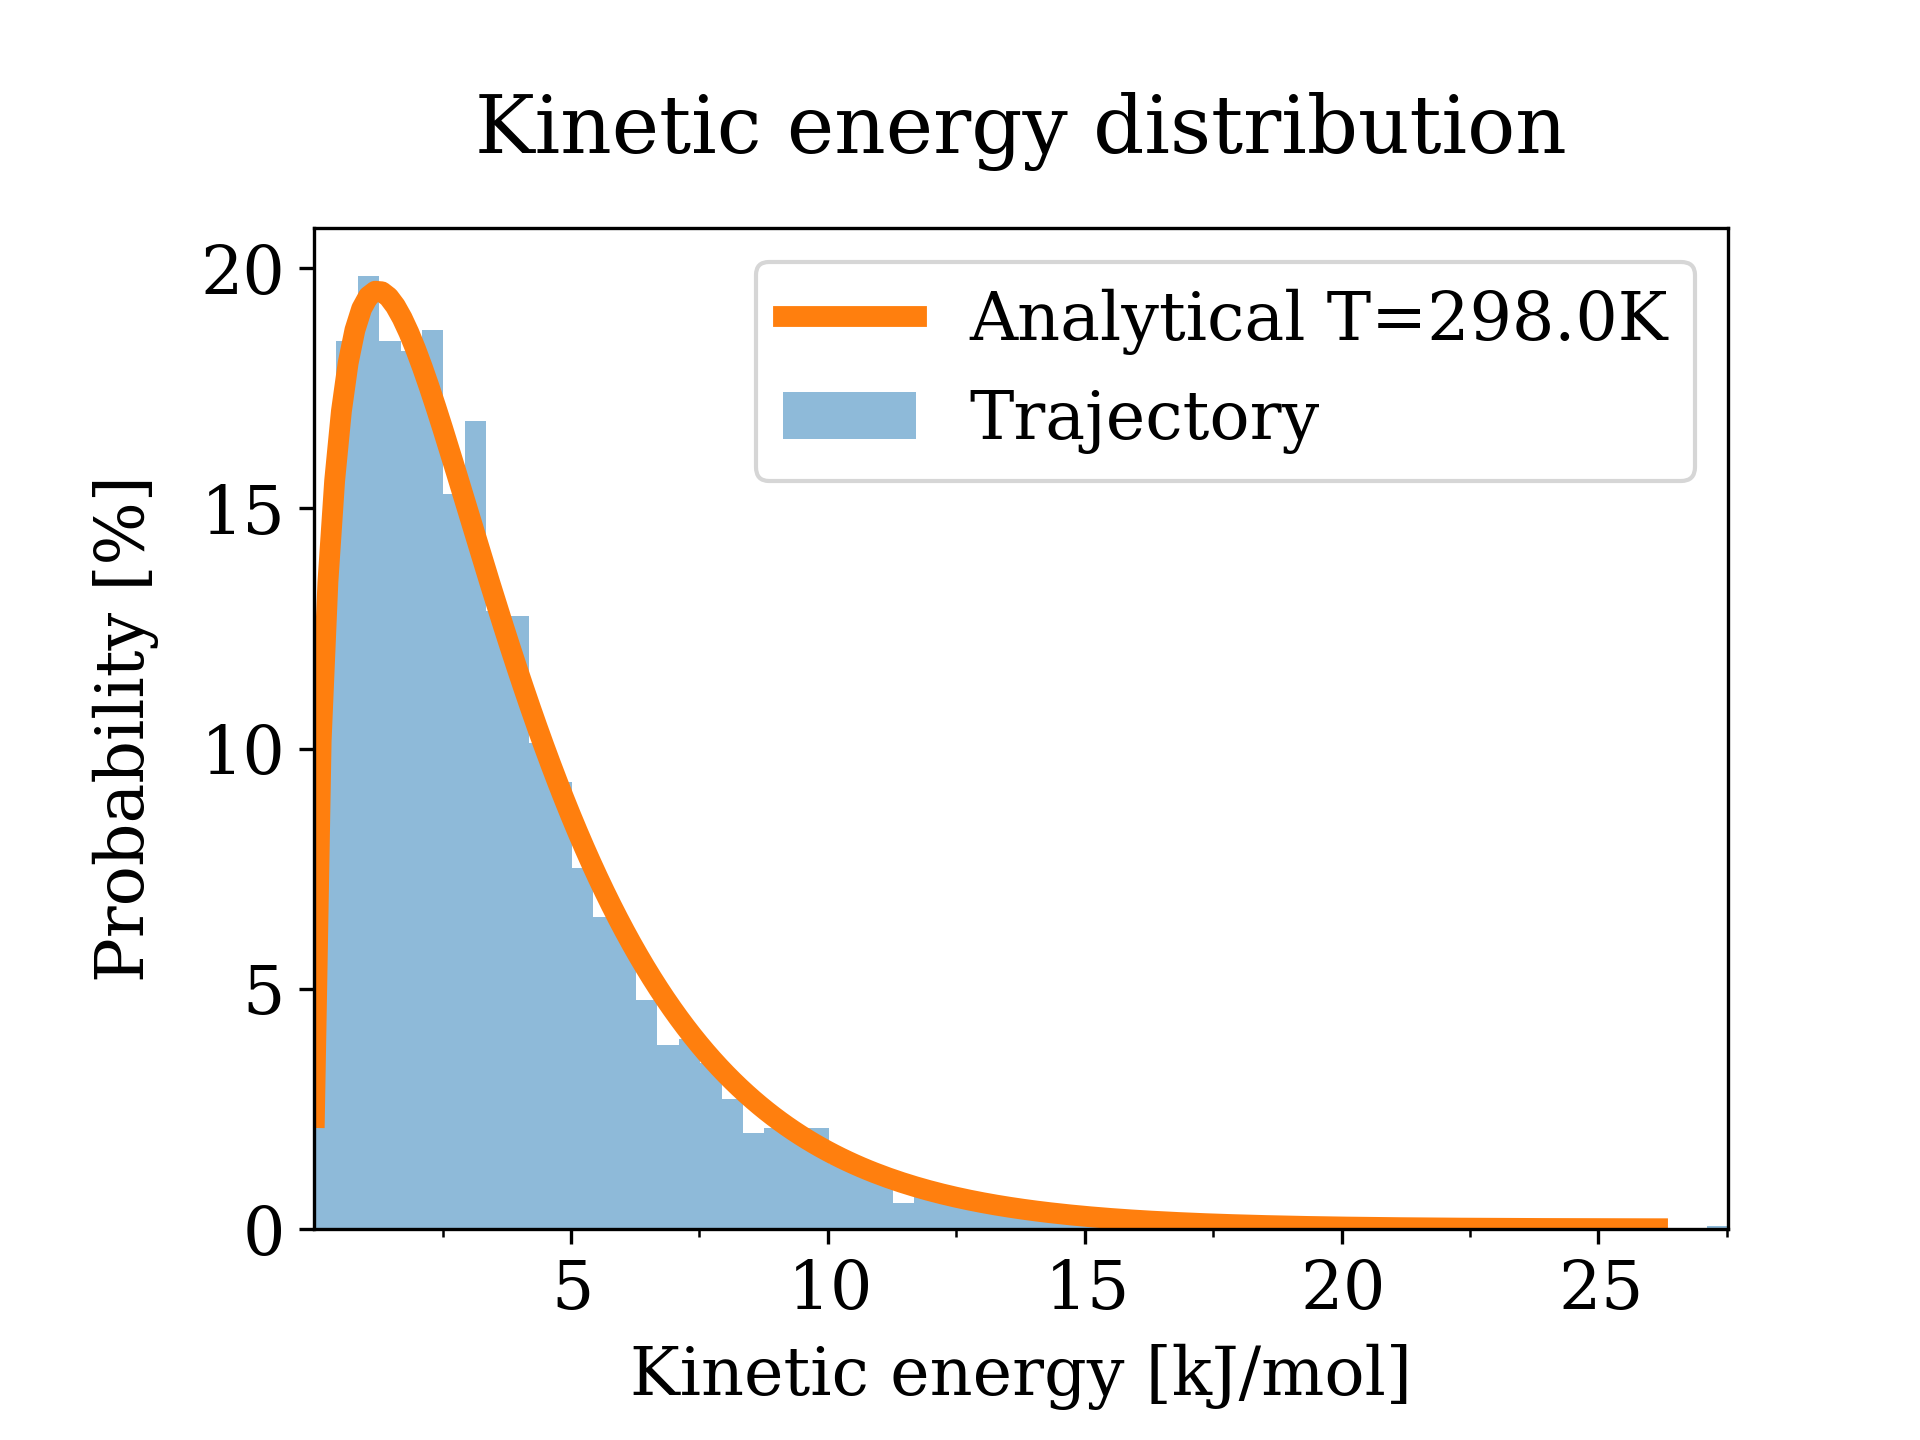 Kinetic energy distribution
Analytical T=298.0K
Trajectory
Probability [%]
20
15
10
5
0
5 10 15 20 25
Kinetic energy [kJ/mol]